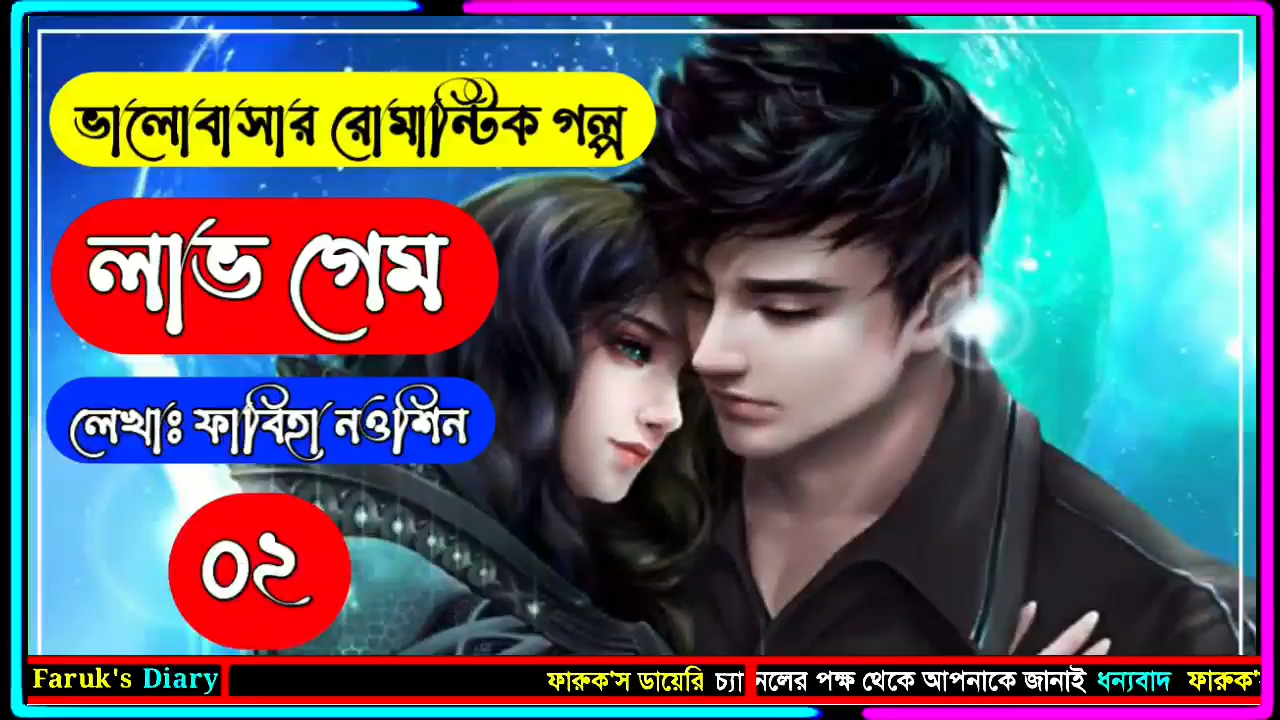 ভালোবাসার রোমান্টিক গল্প
লাভ গেম
লেখাঃ ফাবিহা নওশিন
০২
Faruk's Diary
ফারুক'স ডায়েরি চ্যানলের পক্ষ থেকে আপনাকে জানাই ধন্যবাদ ফারুক'